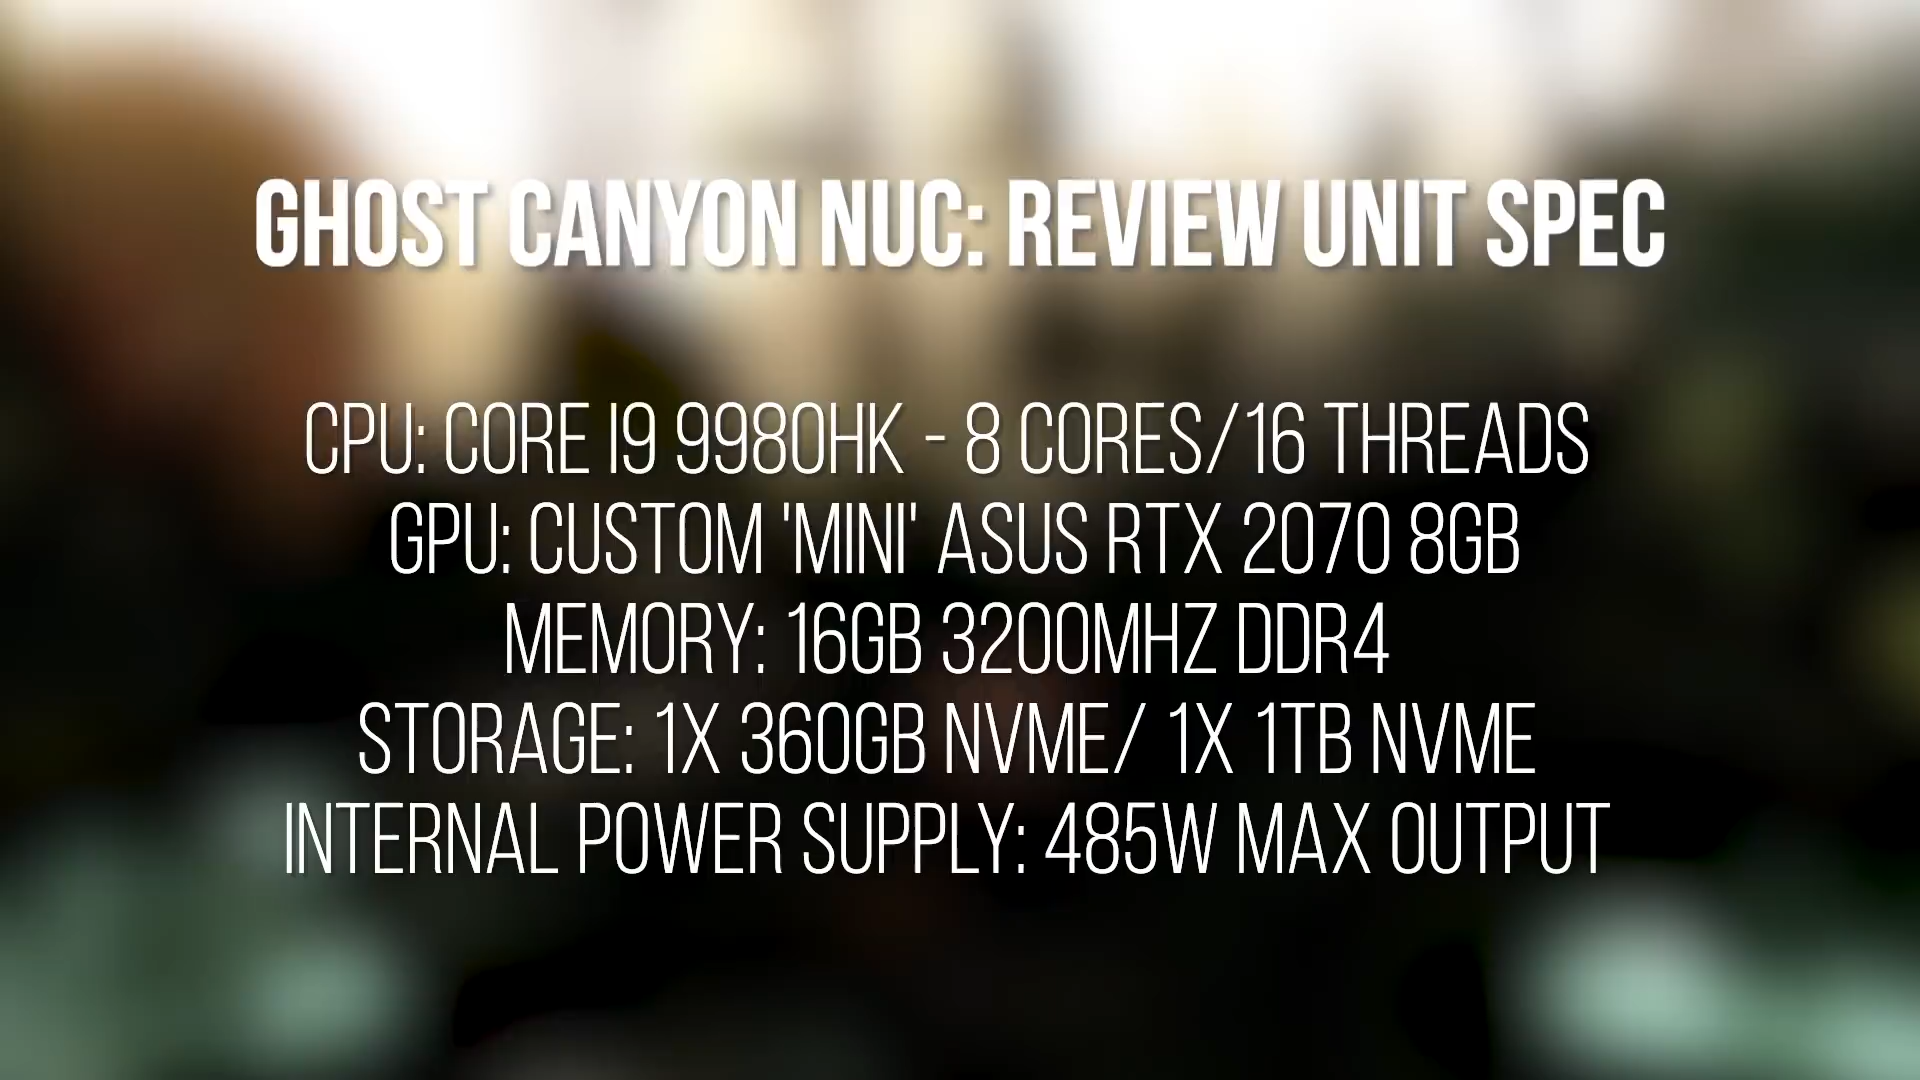 GHOST CANYON NUC: REVIEW UNIT SPEC
CPU: CORE I9 9980HK - 8 CORES/16 THREADS
GPU: CUSTOM 'MINI' ASUS RTX 2070 8GB
MEMORY: 16GB 3200MHZ DDR4
STORAGE: 1X 360GB NVME/ 1X 1TB NVME
INTERNAL POWER SUPPLY: 485W MAX OUTPUT